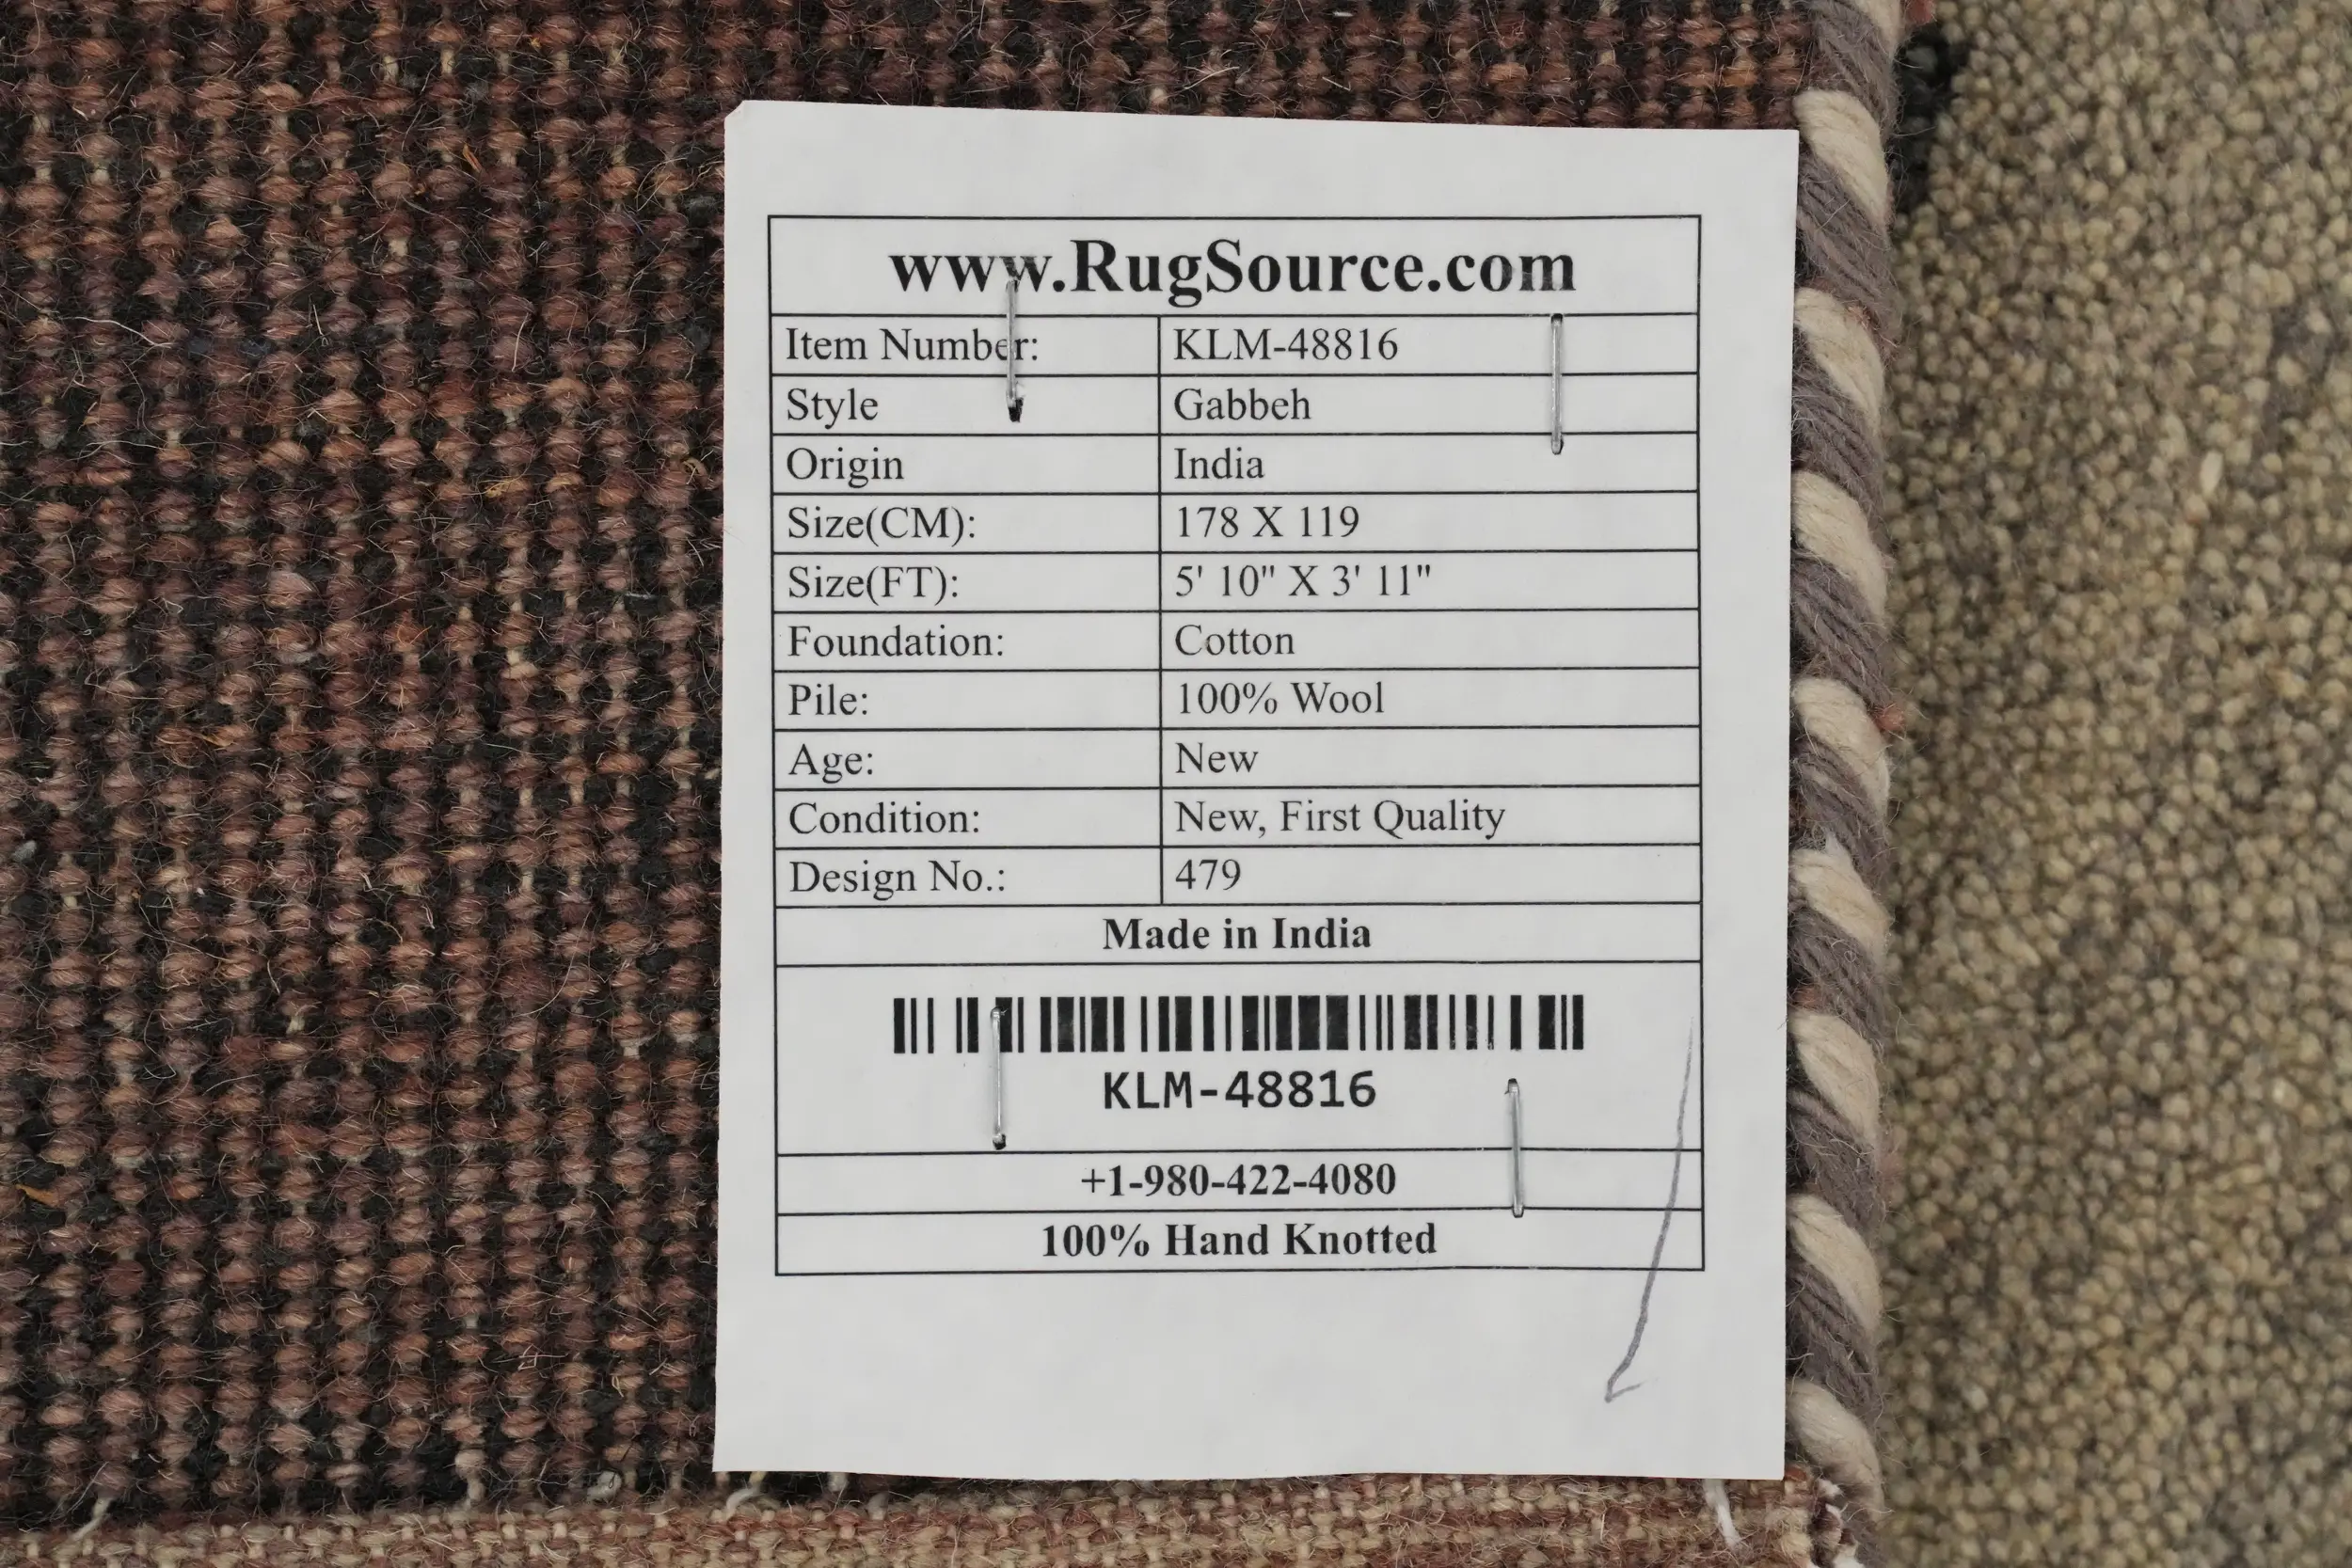 www.RugSource.com
Item Number: KLM-48816
Style Gabbeh
Origin India
Size(CM): 178 X 119
Size(FT): 5' 10" X 3' 11"
Foundation: Cotton
Pile: 100% Wool
Age: New
Condition: New, First Quality
Design No.: 479
Made in India
KLM-48816
+1-980-422-4080
100% Hand Knotted